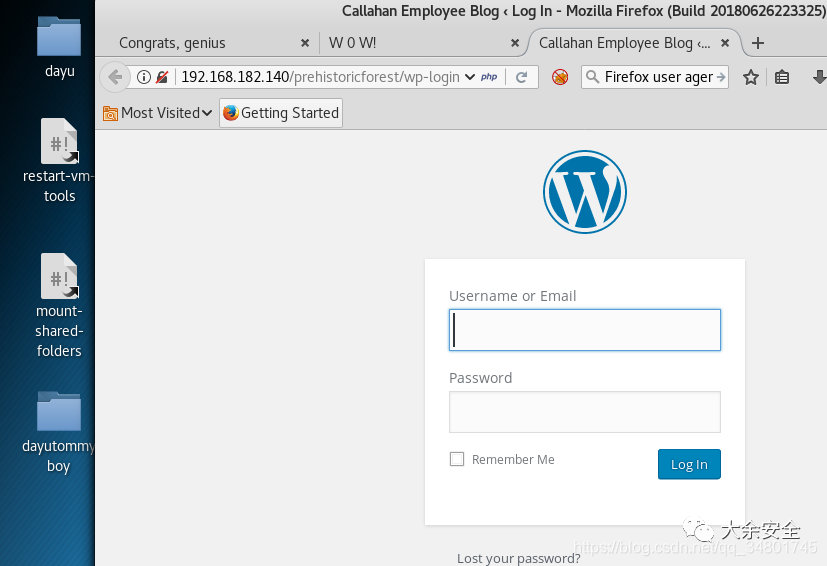 Callahan Employee Blog ‹ Log In - Mozilla Firefox (Build 20180626223325)
Congrats, genius × W 0 W! × Callahan Employee Blog ‹... × +
192.168.182.140/prehistoricforest/wp-login php Firefox user ager
Most Visited Getting Started
dayu
#!
restart-vm-
tools
#!
mount-
shared-
folders
dayutommy
boy
W
Username or Email
Password
Remember Me Log In
Lost your password?
大余安全
https://blog.csdn.net/qq_34801745